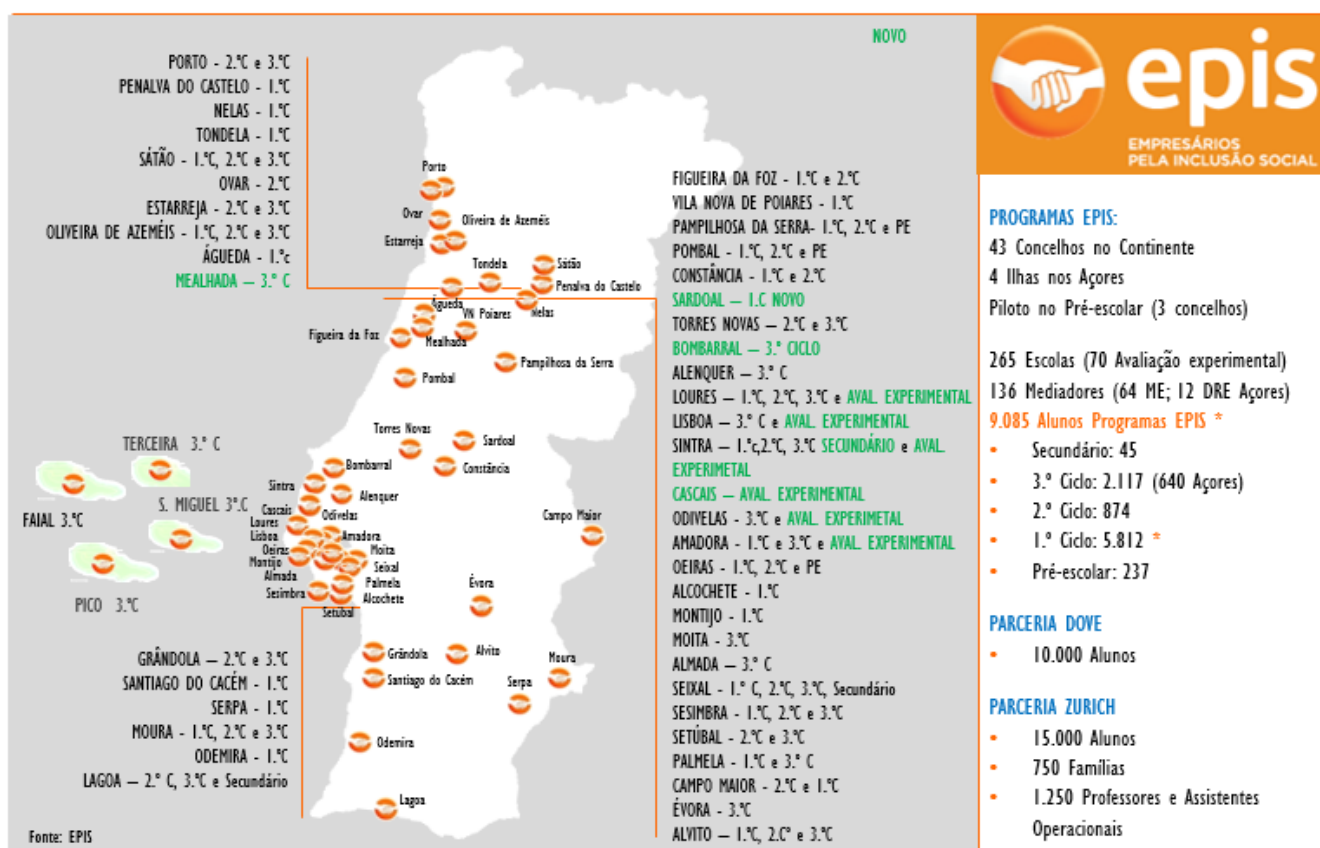 NOVO
PORTO - 2.ºC e 3.ºC
PENALVA DO CASTELO - 1.ºC
NELAS - 1.ºC
TONDELA - 1.ºC
SÁTÃO - 1.ºC, 2.ºC e 3.ºC
OVAR - 2.ºC
ESTARREJA - 2.ºC e 3.ºC
OLIVEIRA DE AZEMÉIS - 1.ºC, 2.ºC e 3.ºC
ÁGUEDA - 1.ºc
MEALHADA – 3.º C
Porto
Ovar
Oliveira de Azeméis
Estarreja
Tondela
Sátão
Penalva do Castelo
Águeda
VN Poiares
Nelas
Figueira da Foz
Mealhada
Pampilhosa da Serra
Pombal
Torres Novas
Sardoal
Bombarral
Constância
Sintra
Alenquer
Cascais
Odivelas
Loures
Campo Maior
Lisboa
Amadora
Oeiras
Moita
Montijo
Seixal
Almada
Palmela
Évora
Sesimbra
Alcochete
Setúbal
Grândola
Alvito
Moura
Santiago do Cacém
Serpa
Odemira
Lagoa
TERCEIRA 3.º C
S. MIGUEL 3ºC
FAIAL 3.ºC
PICO 3.ºC
GRÂNDOLA – 2.ºC e 3.ºC
SANTIAGO DO CACÉM - 1.ºC
SERPA - 1.ºC
MOURA - 1.ºC, 2.ºC e 3.ºC
ODEMIRA - 1.ºC
LAGOA – 2.º C, 3.ºC e Secundário
Fonte: EPIS
FIGUEIRA DA FOZ - 1.ºC e 2.ºC
VILA NOVA DE POIARES - 1.ºC
PAMPILHOSA DA SERRA- 1.ºC, 2.ºC e PE
POMBAL - 1.ºC, 2.ºC e PE
CONSTÂNCIA - 1.ºC e 2.ºC
SARDOAL – 1.C NOVO
TORRES NOVAS – 2.ºC e 3.ºC
BOMBARRAL – 3.º CICLO
ALENQUER – 3.º C
LOURES – 1.ºC, 2.ºC, 3.ºC e AVAL. EXPERIMENTAL
LISBOA – 3.º C e AVAL. EXPERIMENTAL
SINTRA – 1.ºc,2.ºC, 3.ºC SECUNDÁRIO e AVAL.
EXPERIMETAL
CASCAIS – AVAL. EXPERIMENTAL
ODIVELAS - 3.ºC e AVAL. EXPERIMETAL
AMADORA - 1.ºC e 3.ºC e AVAL. EXPERIMENTAL
OEIRAS - 1.ºC, 2.ºC e PE
ALCOCHETE - 1.ºC
MONTIJO - 1.ºC
MOITA - 3.ºC
ALMADA – 3.º C
SEIXAL - 1.º C, 2.ºC, 3.ºC, Secundário
SESIMBRA - 1.ºC, 2.ºC e 3.ºC
SETÚBAL - 2.ºC e 3.ºC
PALMELA - 1.ºC e 3.º C
CAMPO MAIOR - 2.ºC e 1.ºC
ÉVORA - 3.ºC
ALVITO – 1.ºC, 2.Cº e 3.ºC
epis
EMPRESÁRIOS
PELA INCLUSÃO SOCIAL
PROGRAMAS EPIS:
43 Concelhos no Continente
4 Ilhas nos Açores
Piloto no Pré-escolar (3 concelhos)
265 Escolas (70 Avaliação experimental)
136 Mediadores (64 ME; 12 DRE Açores)
9.085 Alunos Programas EPIS *
• Secundário: 45
• 3.º Ciclo: 2.117 (640 Açores)
• 2.º Ciclo: 874
• 1.º Ciclo: 5.812 *
• Pré-escolar: 237
PARCERIA DOVE
• 10.000 Alunos
PARCERIA ZURICH
• 15.000 Alunos
• 750 Famílias
• 1.250 Professores e Assistentes
Operacionais